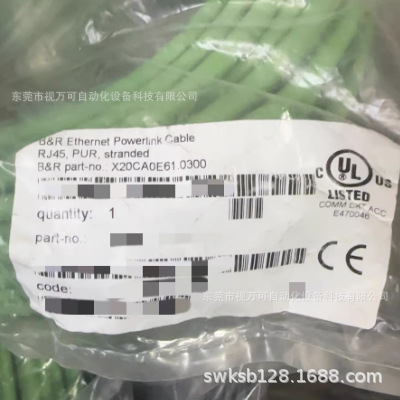 东莞市视万可自动化设备科技有限公司
B&R Ethernet Powerlink Cable
RJ45, PUR, stranded
B&R part-no.: X20CA0E61.0300
C UL US
LISTED
COMM.CKT.ACC
E470046
quantity: 1
part-no.:
CE
code:
东莞市视万可自动化设备科技有限公司
swksb128.1688.com